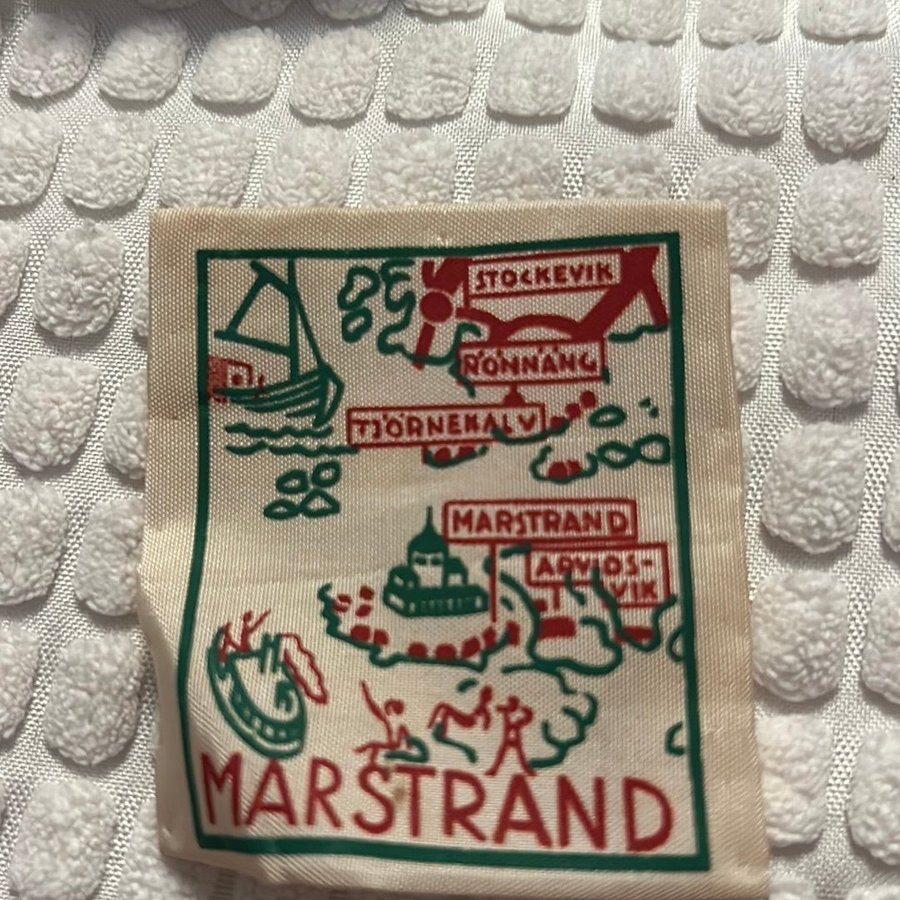 STOCKEVIK
RÖNNÄNG
TJÖRNEKALV
MARSTRAND
ARVIDS-
VIK
MARSTRAND